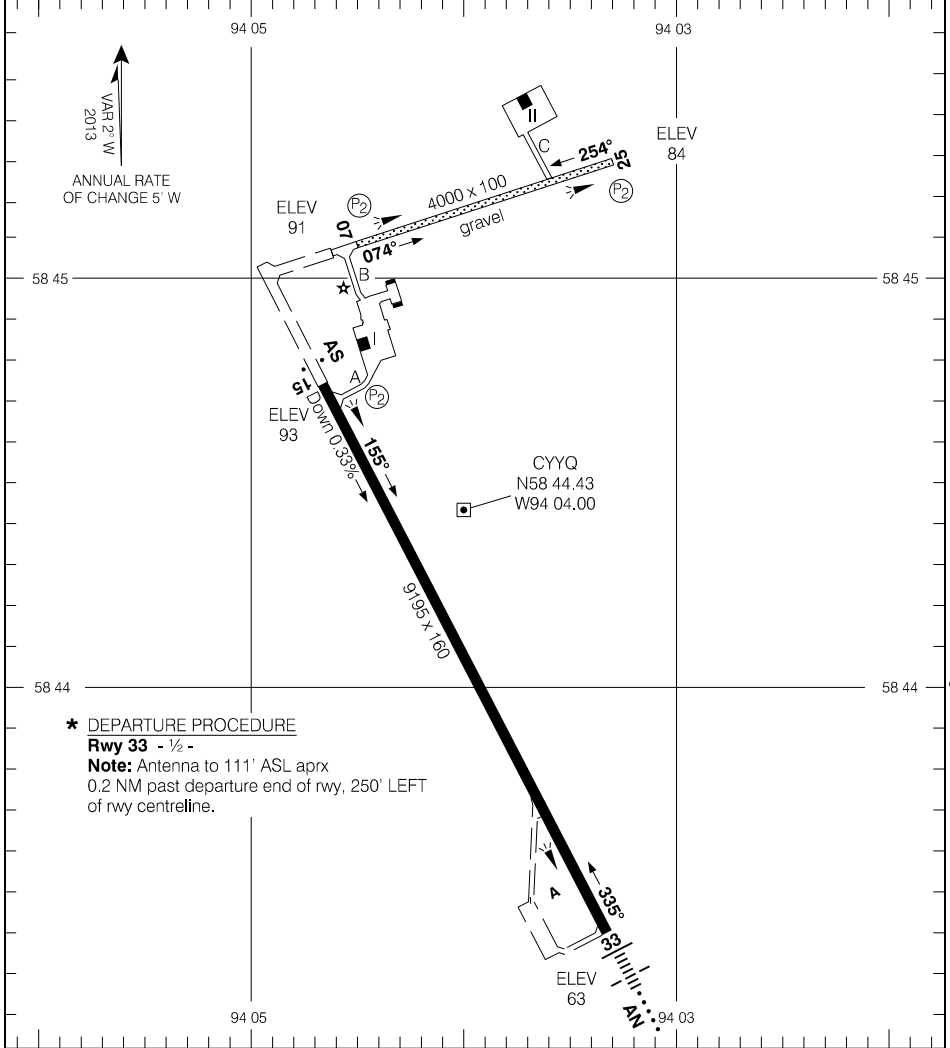 94 05
94 03
VAR 2° W
2013
ANNUAL RATE
OF CHANGE 5' W
II
C
254°
25
ELEV
84
P2
4000 x 100
gravel
ELEV
91
P2
07
074°
B
58 45
58 45
I
AS
A
15
P2
ELEV
93
Down 0.33%
155°
CYYQ
N58 44.43
W94 04.00
9195 x 160
58 44
58 44
* DEPARTURE PROCEDURE
Rwy 33 - ½ -
Note: Antenna to 111' ASL aprx
0.2 NM past departure end of rwy, 250' LEFT
of rwy centreline.
A
335°
33
ELEV
63
AN
94 05
94 03